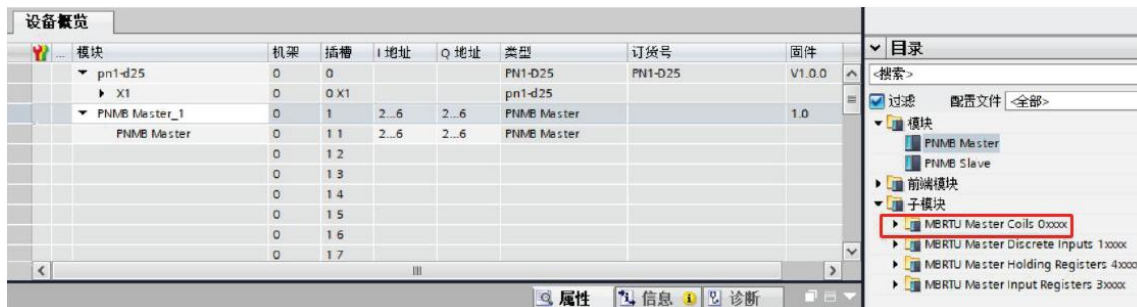 设备概览
... 模块 机架 插槽 I 地址 Q 地址 类型 订货号 固件
pn1-d25 0 0 PN1-D25 PN1-D25 V1.0.0
X1 0 0 X1 pn1-d25
PNMB Master_1 0 1 2...6 2...6 PNMB Master 1.0
PNMB Master 0 1 1 2...6 2...6 PNMB Master
0 1 2
0 1 3
0 1 4
0 1 5
0 1 6
0 1 7
属性 信息 诊断
目录
<搜索>
过滤 配置文件 <全部>
模块
PNMB Master
PNMB Slave
前端模块
子模块
MBRTU Master Coils 0xxxx
MBRTU Master Discrete Inputs 1xxxx
MBRTU Master Holding Registers 4xxxx
MBRTU Master Input Registers 3xxxx